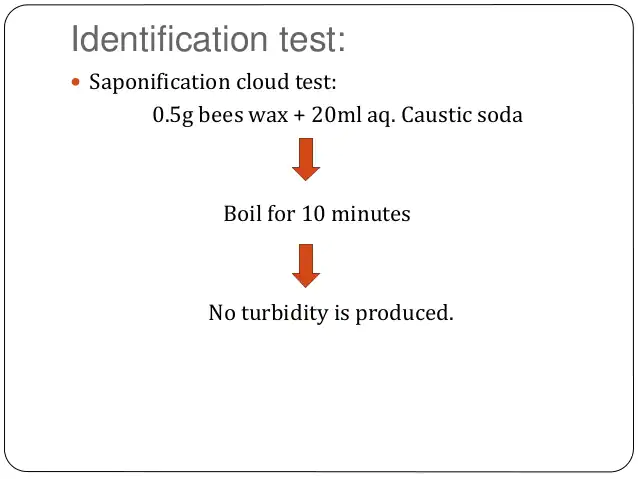 Identification test:
• Saponification cloud test:
0.5g bees wax + 20ml aq. Caustic soda
Boil for 10 minutes
No turbidity is produced.